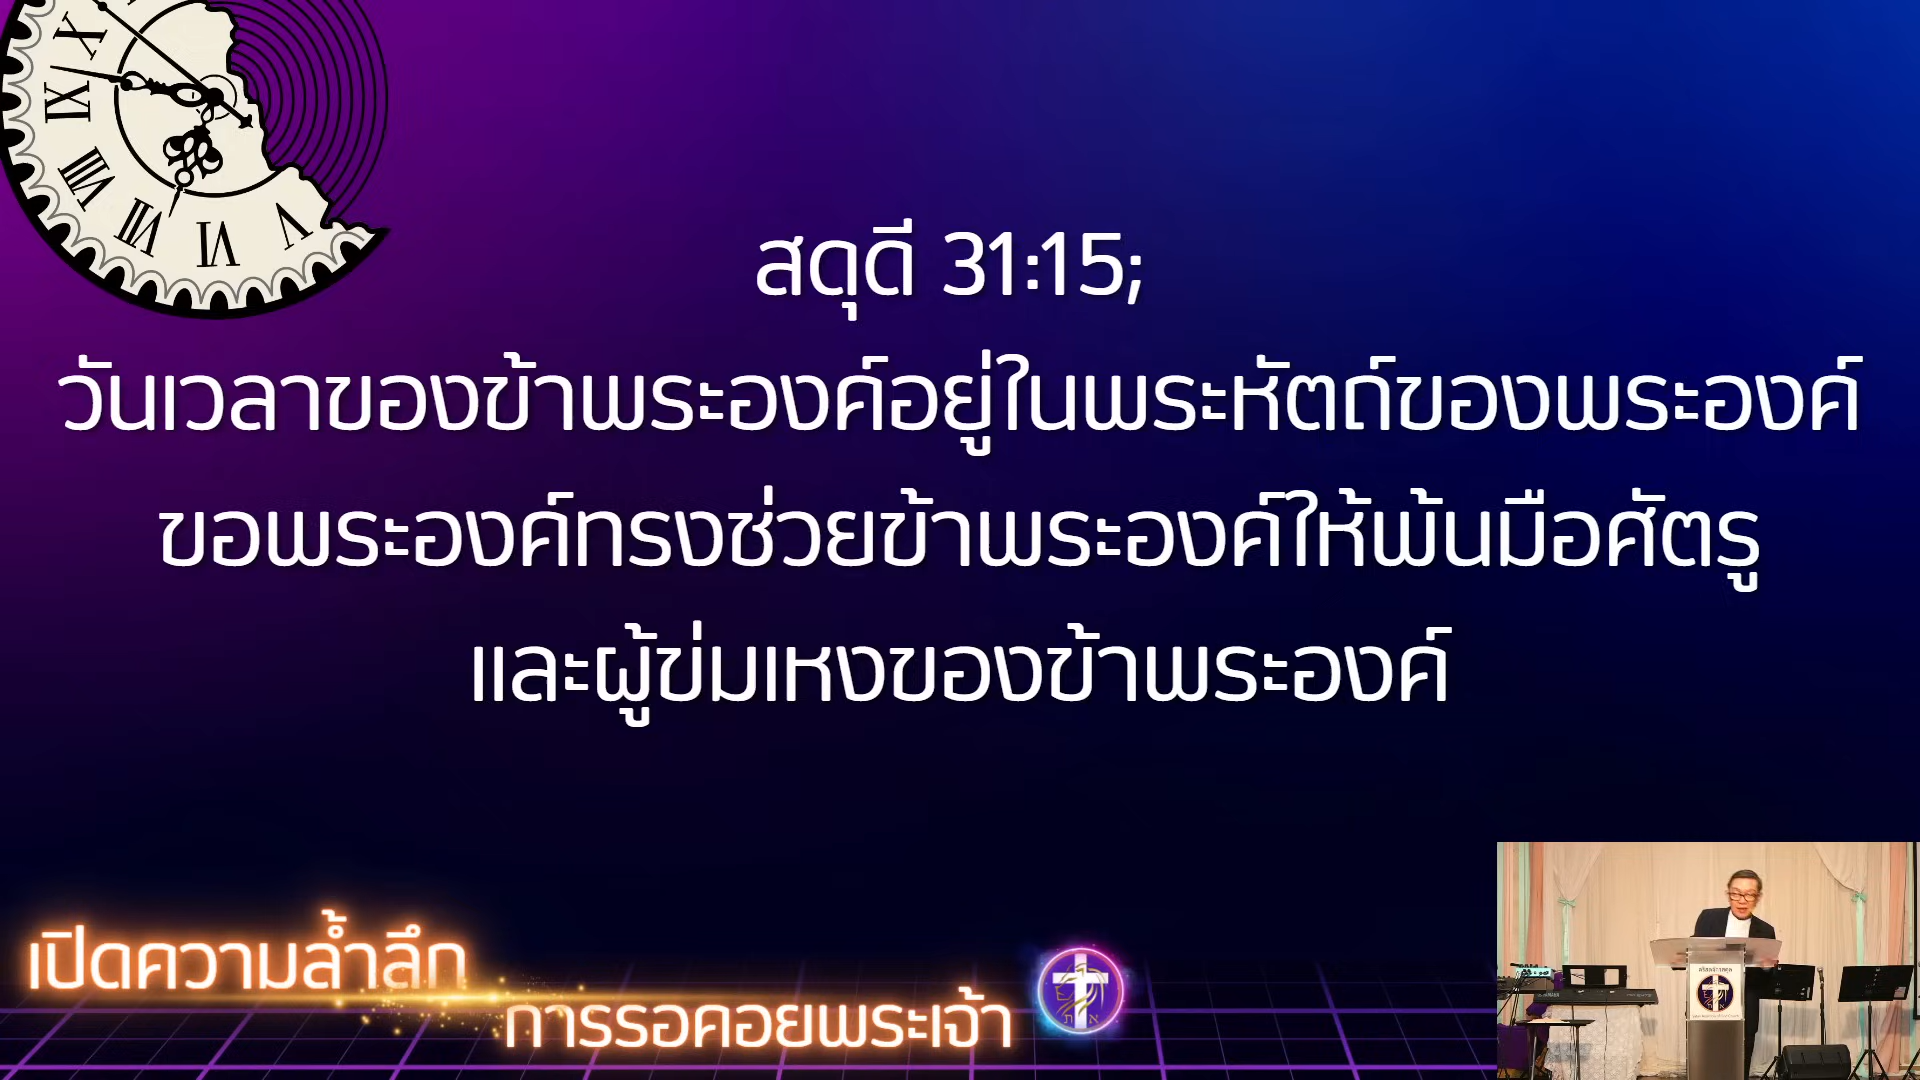 X
XI
VIII
VII
VI
V
สดุดี 31:15;
วันเวลาของข้าพระองค์อยู่ในพระหัตถ์ของพระองค์
ขอพระองค์ทรงช่วยข้าพระองค์ให้พ้นมือศัตรู
และผู้ข่มเหงของข้าพระองค์
เปิดความล้ำลึก
การรอคอยพระเจ้า